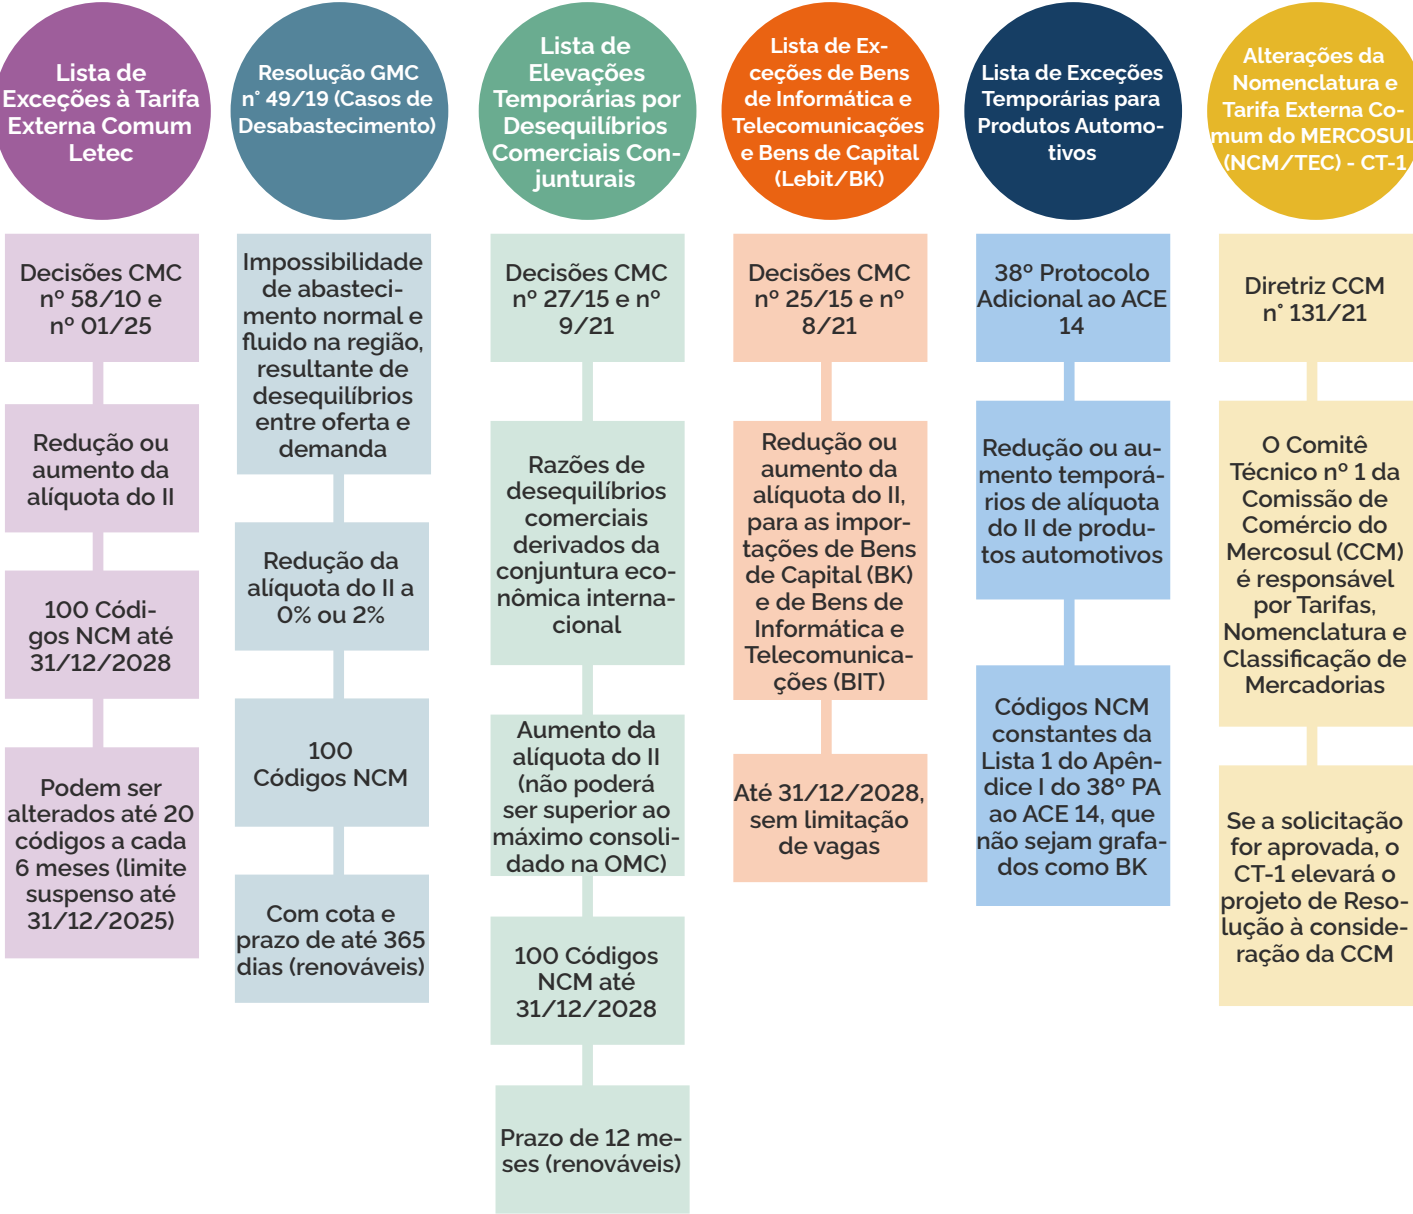 Lista de
Exceções à Tarifa
Externa Comum
Letec
Decisões CMC
nº 58/10 e
nº 01/25
Redução ou
aumento da
alíquota do II
100 Códi-
gos NCM até
31/12/2028
Podem ser
alterados até 20
códigos a cada
6 meses (limite
suspenso até
31/12/2025)
Resolução GMC
n° 49/19 (Casos de
Desabastecimento)
Impossibilidade
de abasteci-
mento normal e
fluido na região,
resultante de
desequilíbrios
entre oferta e
demanda
Redução da
alíquota do II a
0% ou 2%
100
Códigos NCM
Com cota e
prazo de até 365
dias (renováveis)
Lista de
Elevações
Temporárias por
Desequilíbrios
Comerciais Con-
junturais
Decisões CMC
nº 27/15 e nº
9/21
Razões de
desequilíbrios
comerciais
derivados da
conjuntura eco-
nômica interna-
cional
Aumento da
alíquota do II
(não poderá
ser superior ao
máximo consoli-
dado na OMC)
100 Códigos
NCM até
31/12/2028
Prazo de 12 me-
ses (renováveis)
Lista de Ex-
ceções de Bens
de Informática e
Telecomunicações
e Bens de Capital
(Lebit/BK)
Decisões CMC
nº 25/15 e nº
8/21
Redução ou
aumento da
alíquota do II,
para as impor-
tações de Bens
de Capital (BK)
e de Bens de
Informática e
Telecomunica-
ções (BIT)
Até 31/12/2028,
sem limitação
de vagas
Lista de Exceções
Temporárias para
Produtos Automo-
tivos
38º Protocolo
Adicional ao ACE
14
Redução ou au-
mento temporá-
rios de alíquota
do II de produ-
tos automotivos
Códigos NCM
constantes da
Lista 1 do Apên-
dice I do 38º PA
ao ACE 14, que
não sejam grafa-
dos como BK
Alterações da
Nomenclatura e
Tarifa Externa Co-
mum do MERCOSUL
(NCM/TEC) - CT-1
Diretriz CCM
n° 131/21
O Comitê
Técnico nº 1 da
Comissão de
Comércio do
Mercosul (CCM)
é responsável
por Tarifas,
Nomenclatura e
Classificação de
Mercadorias
Se a solicitação
for aprovada, o
CT-1 elevará o
projeto de Reso-
lução à conside-
ração da CCM